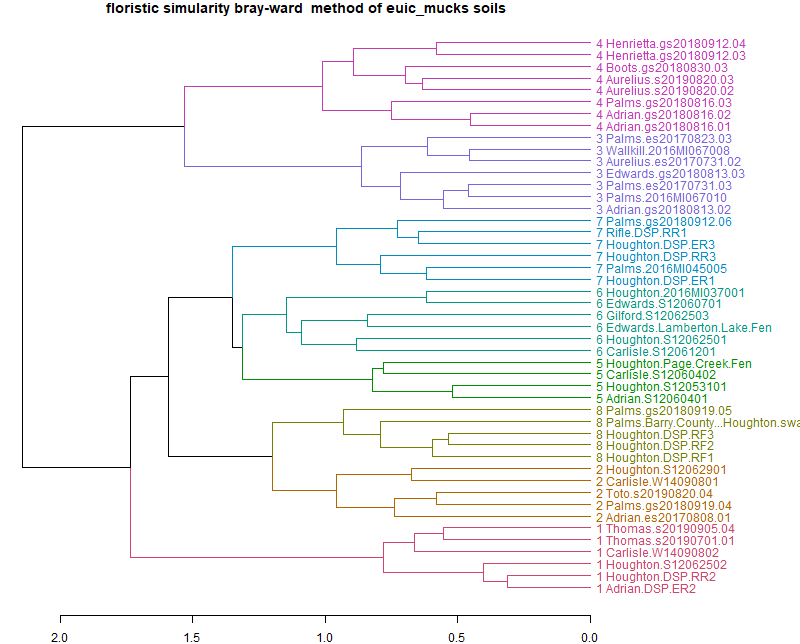 floristic simularity bray-ward method of euic_mucks soils
4 Henrietta.gs20180912.04
4 Henrietta.gs20180912.03
4 Boots.gs20180830.03
4 Aurelius.s20190820.03
4 Aurelius.s20190820.02
4 Palms.gs20180816.03
4 Adrian.gs20180816.02
4 Adrian.gs20180816.01
3 Palms.es20170823.03
3 Wallkill.2016MI067008
3 Aurelius.es20170731.02
3 Edwards.gs20180813.03
3 Palms.es20170731.03
3 Palms.2016MI067010
3 Adrian.gs20180813.02
7 Palms.gs20180912.06
7 Rifle.DSP.RR1
7 Houghton.DSP.ER3
7 Houghton.DSP.RR3
7 Palms.2016MI045005
7 Houghton.DSP.ER1
6 Houghton.2016MI037001
6 Edwards.S12060701
6 Gilford.S12062503
6 Edwards.Lamberton.Lake.Fen
6 Houghton.S12062501
6 Carlisle.S12061201
5 Houghton.Page.Creek.Fen
5 Carlisle.S12060402
5 Houghton.S12053101
5 Adrian.S12060401
8 Palms.gs20180919.05
8 Palms.Barry.County...Houghton.swa
8 Houghton.DSP.RF3
8 Houghton.DSP.RF2
8 Houghton.DSP.RF1
2 Houghton.S12062901
2 Carlisle.W14090801
2 Toto.s20190820.04
2 Palms.gs20180919.04
2 Adrian.es20170808.01
1 Thomas.s20190905.04
1 Thomas.s20190701.01
1 Carlisle.W14090802
1 Houghton.S12062502
1 Houghton.DSP.RR2
1 Adrian.DSP.ER2
2.0 1.5 1.0 0.5 0.0